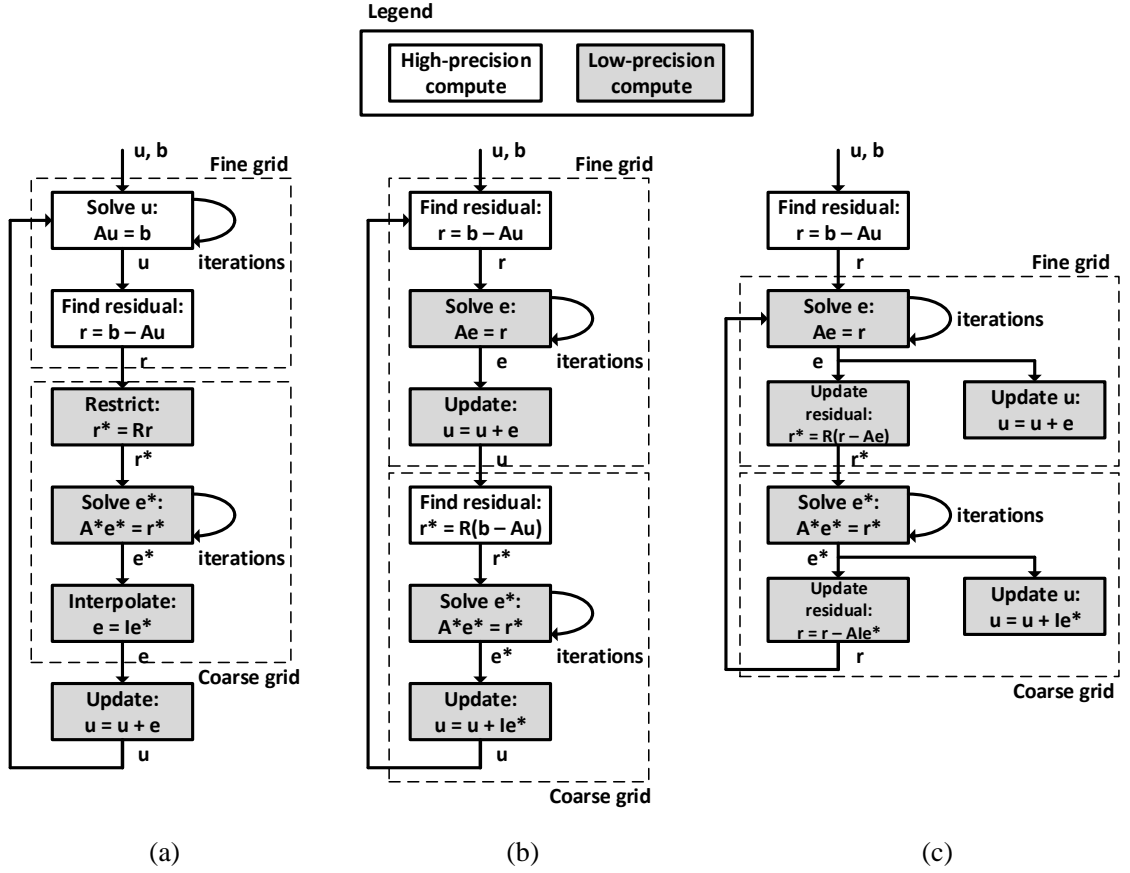 Legend
High-precision
compute
Low-precision
compute
u, b
Fine grid
Solve u:
Au = b
iterations
u
Find residual:
r = b – Au
r
Restrict:
r* = Rr
r*
Solve e*:
A*e* = r*
iterations
e*
Interpolate:
e = Ie*
e
Coarse grid
Update:
u = u + e
u
(a)
u, b
Fine grid
Find residual:
r = b – Au
r
Solve e:
Ae = r
iterations
e
Update:
u = u + e
u
Find residual:
r* = R(b – Au)
r*
Solve e*:
A*e* = r*
iterations
e*
Update:
u = u + Ie*
u
Coarse grid
(b)
u, b
Find residual:
r = b – Au
r
Fine grid
Solve e:
Ae = r
iterations
e
Update
residual:
r* = R(r – Ae)
Update u:
u = u + e
r*
Solve e*:
A*e* = r*
iterations
e*
Update
residual:
r = r – AIe*
Update u:
u = u + Ie*
r
Coarse grid
(c)